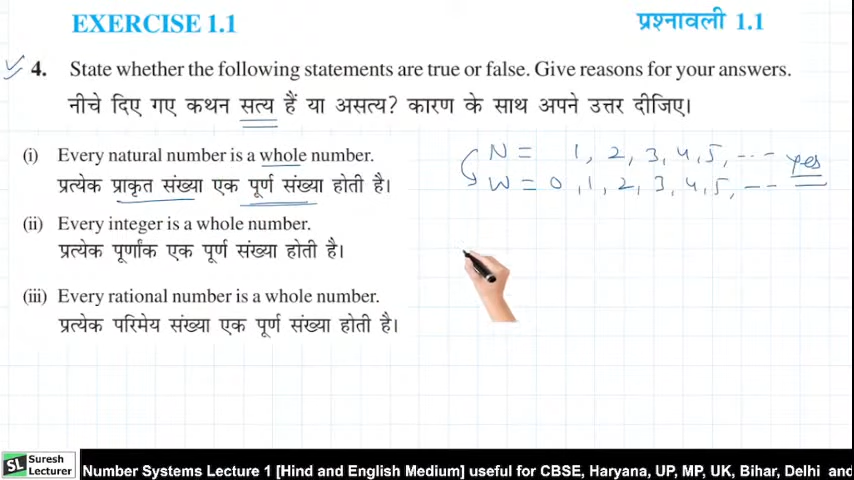 EXERCISE 1.1
प्रश्नावली 1.1
4. State whether the following statements are true or false. Give reasons for your answers.
नीचे दिए गए कथन सत्य हैं या असत्य? कारण के साथ अपने उत्तर दीजिए।
(i) Every natural number is a whole number.
प्रत्येक प्राकृत संख्या एक पूर्ण संख्या होती है।
N = 1, 2, 3, 4, 5, ----
W = 0, 1, 2, 3, 4, 5, ---
yes
(ii) Every integer is a whole number.
प्रत्येक पूर्णांक एक पूर्ण संख्या होती है।
(iii) Every rational number is a whole number.
प्रत्येक परिमेय संख्या एक पूर्ण संख्या होती है।
SL Suresh
Lecturer
Number Systems Lecture 1 [Hind and English Medium] useful for CBSE, Haryana, UP, MP, UK, Bihar, Delhi and